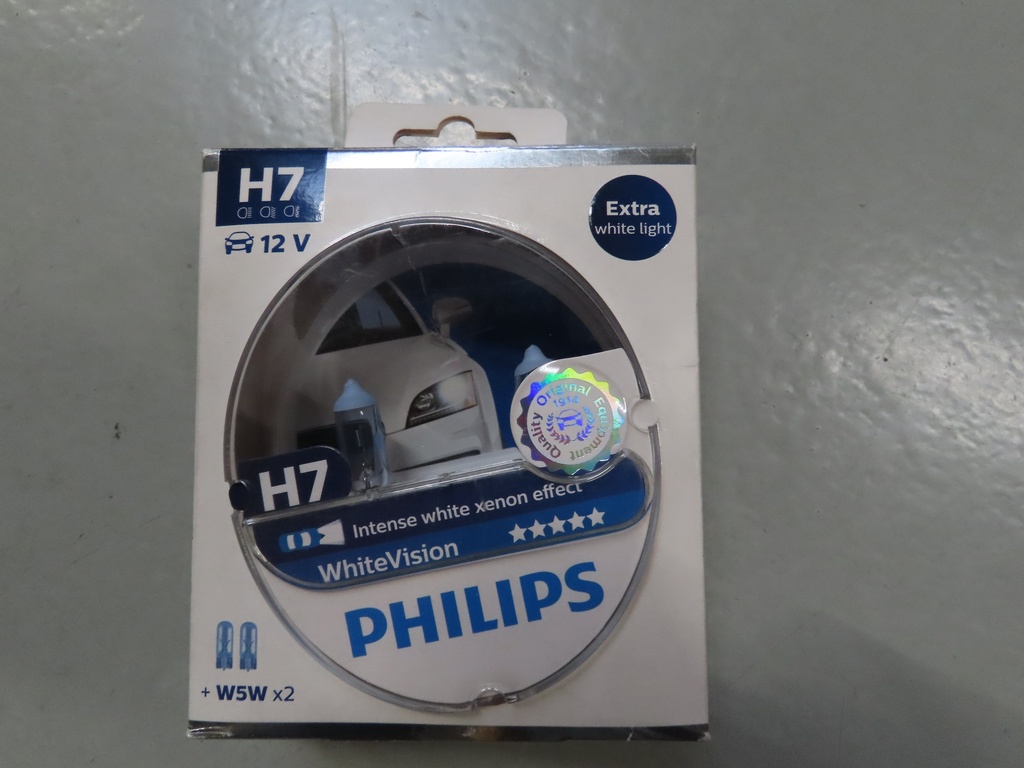 H7
12 V
Extra
white light
Quality Original Equipment
1914
H7
Intense white xenon effect
WhiteVision
PHILIPS
+ W5W x2